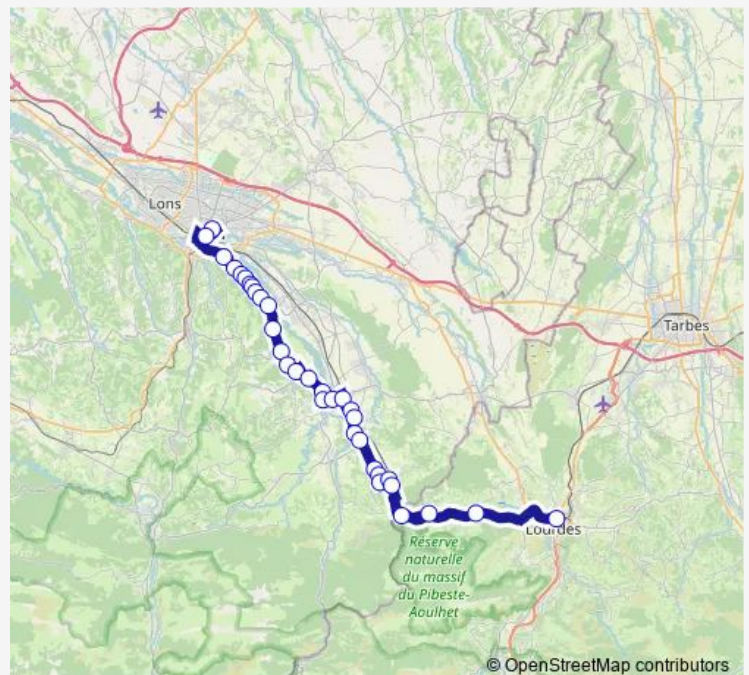 Lons
Tarbes
Lourdes
Réserve
naturelle
du massif
du Pibeste-
Aoulhet
© OpenStreetMap contributors